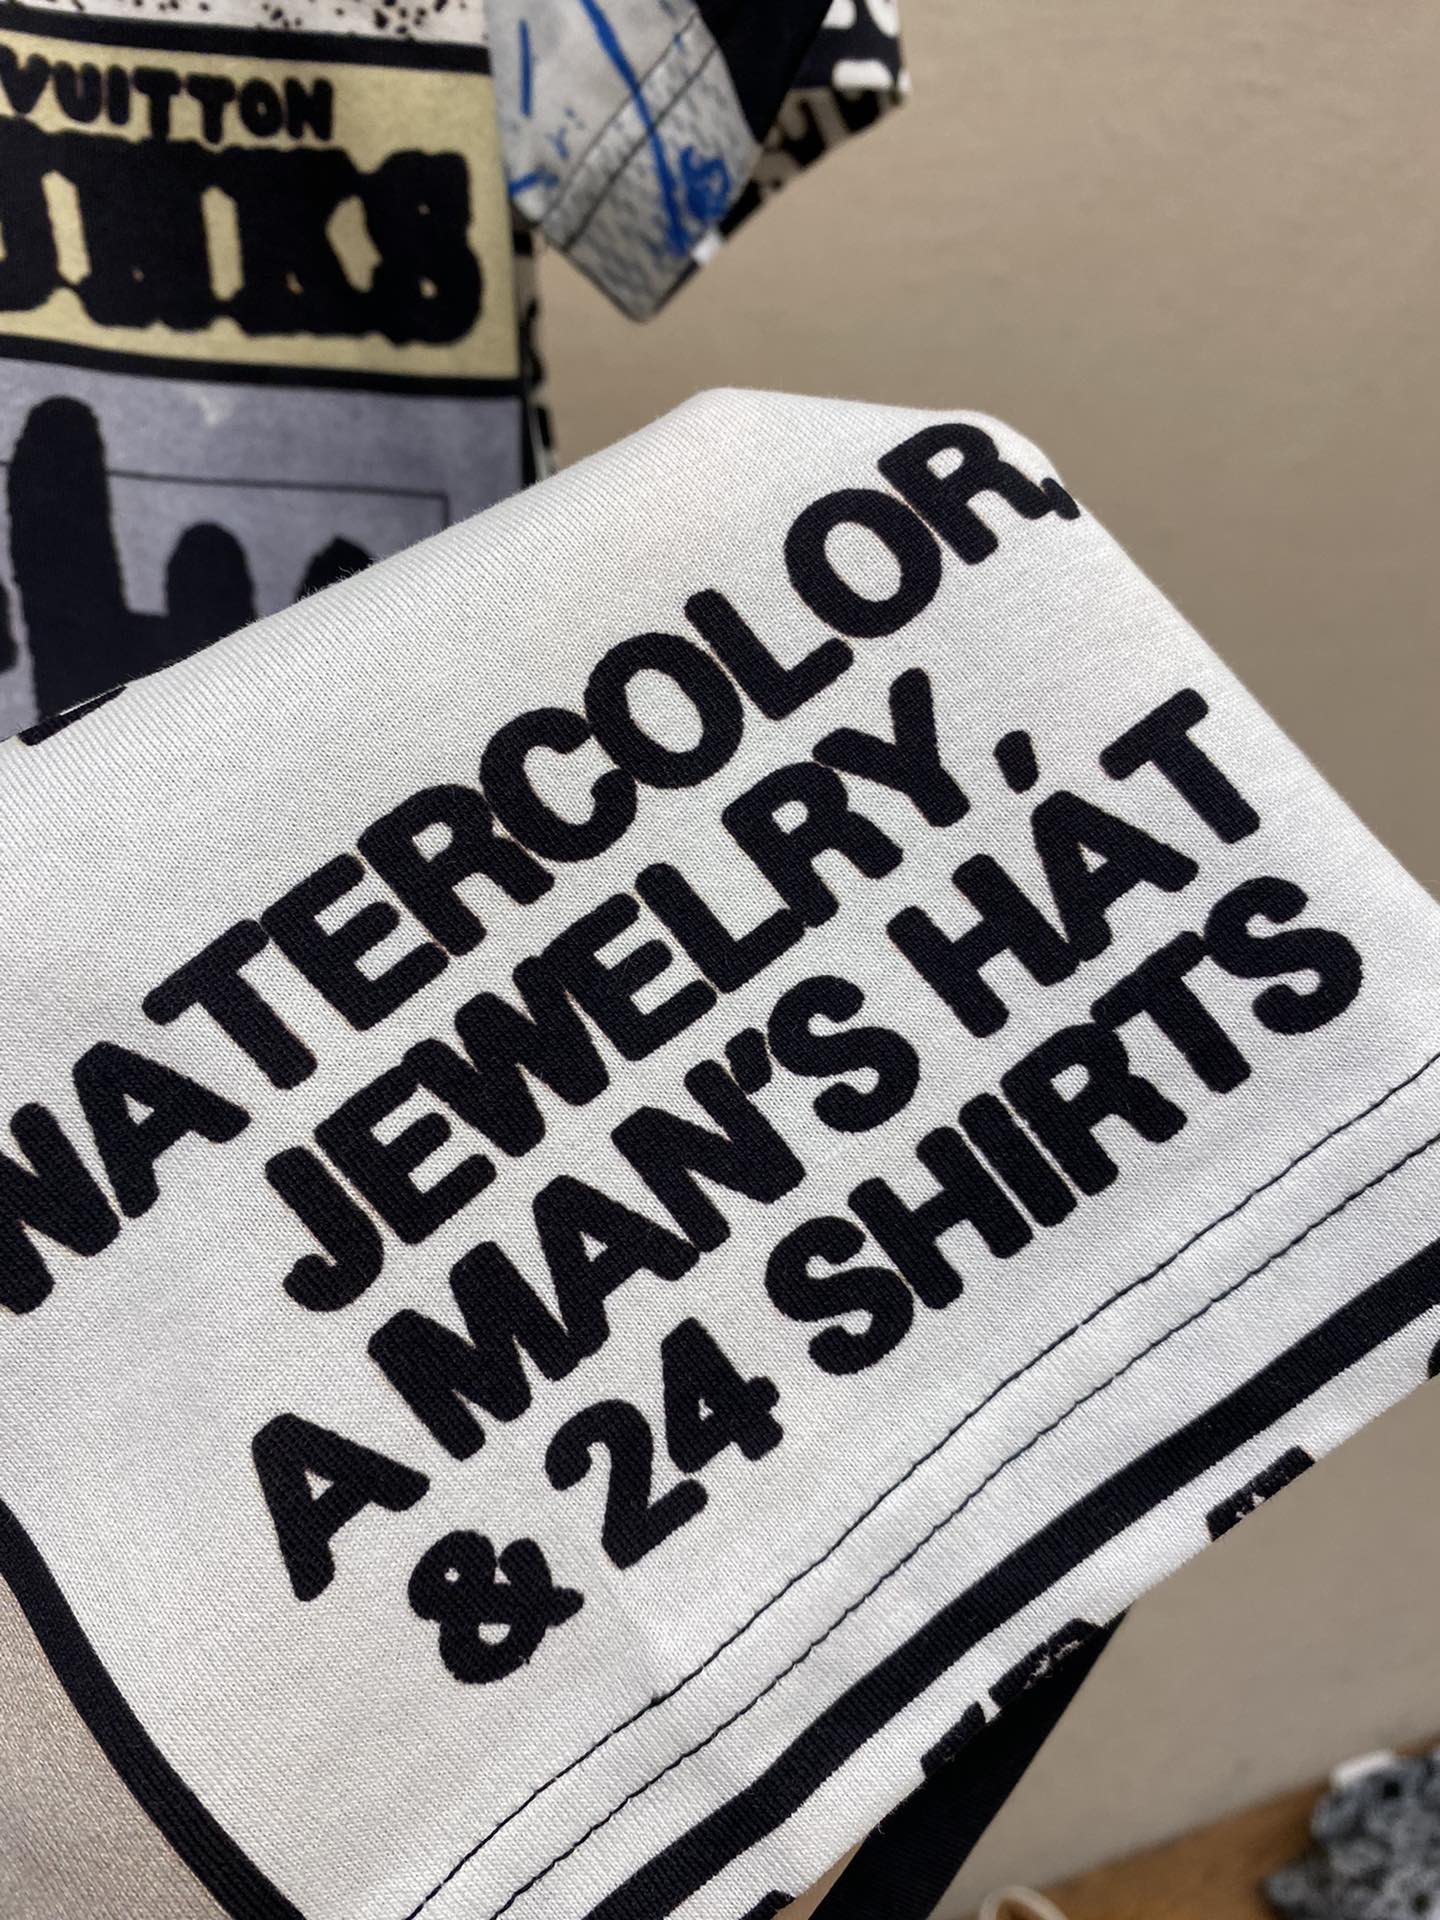 VUITTON
WATERCOLOR,
JEWELRY,
A MAN'S HAT
& 24 SHIRTS